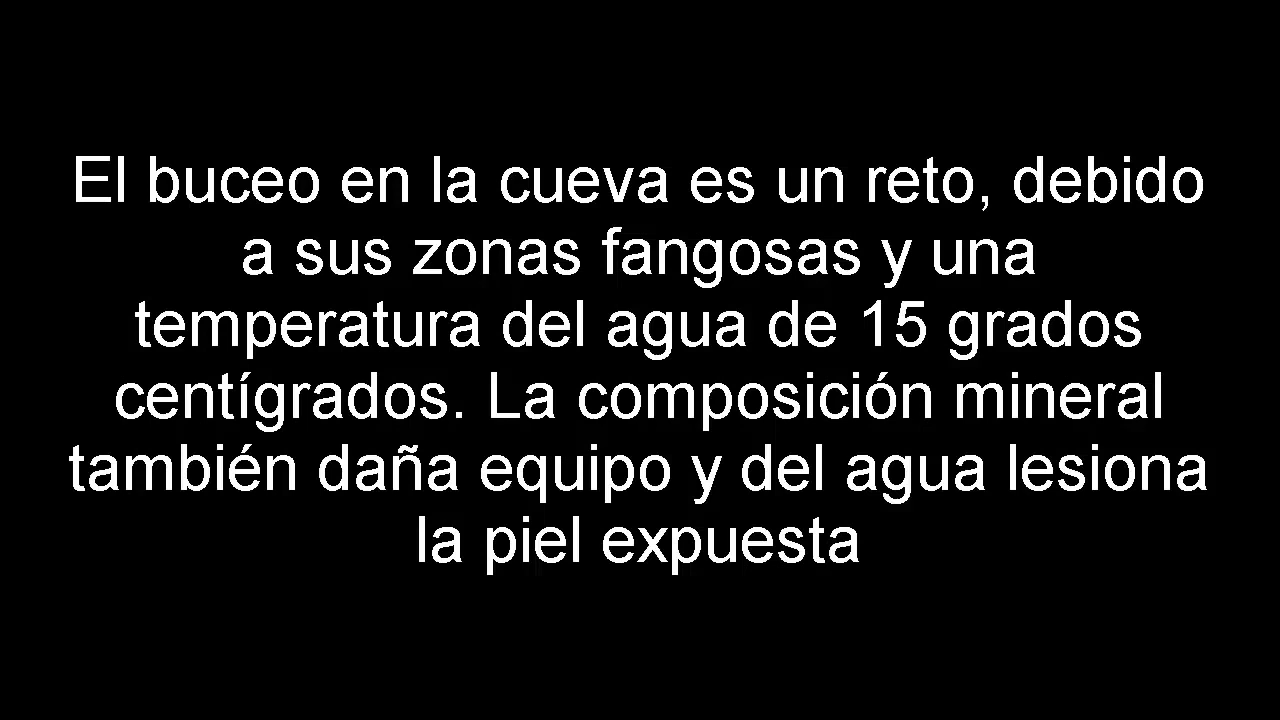 El buceo en la cueva es un reto, debido
a sus zonas fangosas y una
temperatura del agua de 15 grados
centígrados. La composición mineral
también daña equipo y del agua lesiona
la piel expuesta